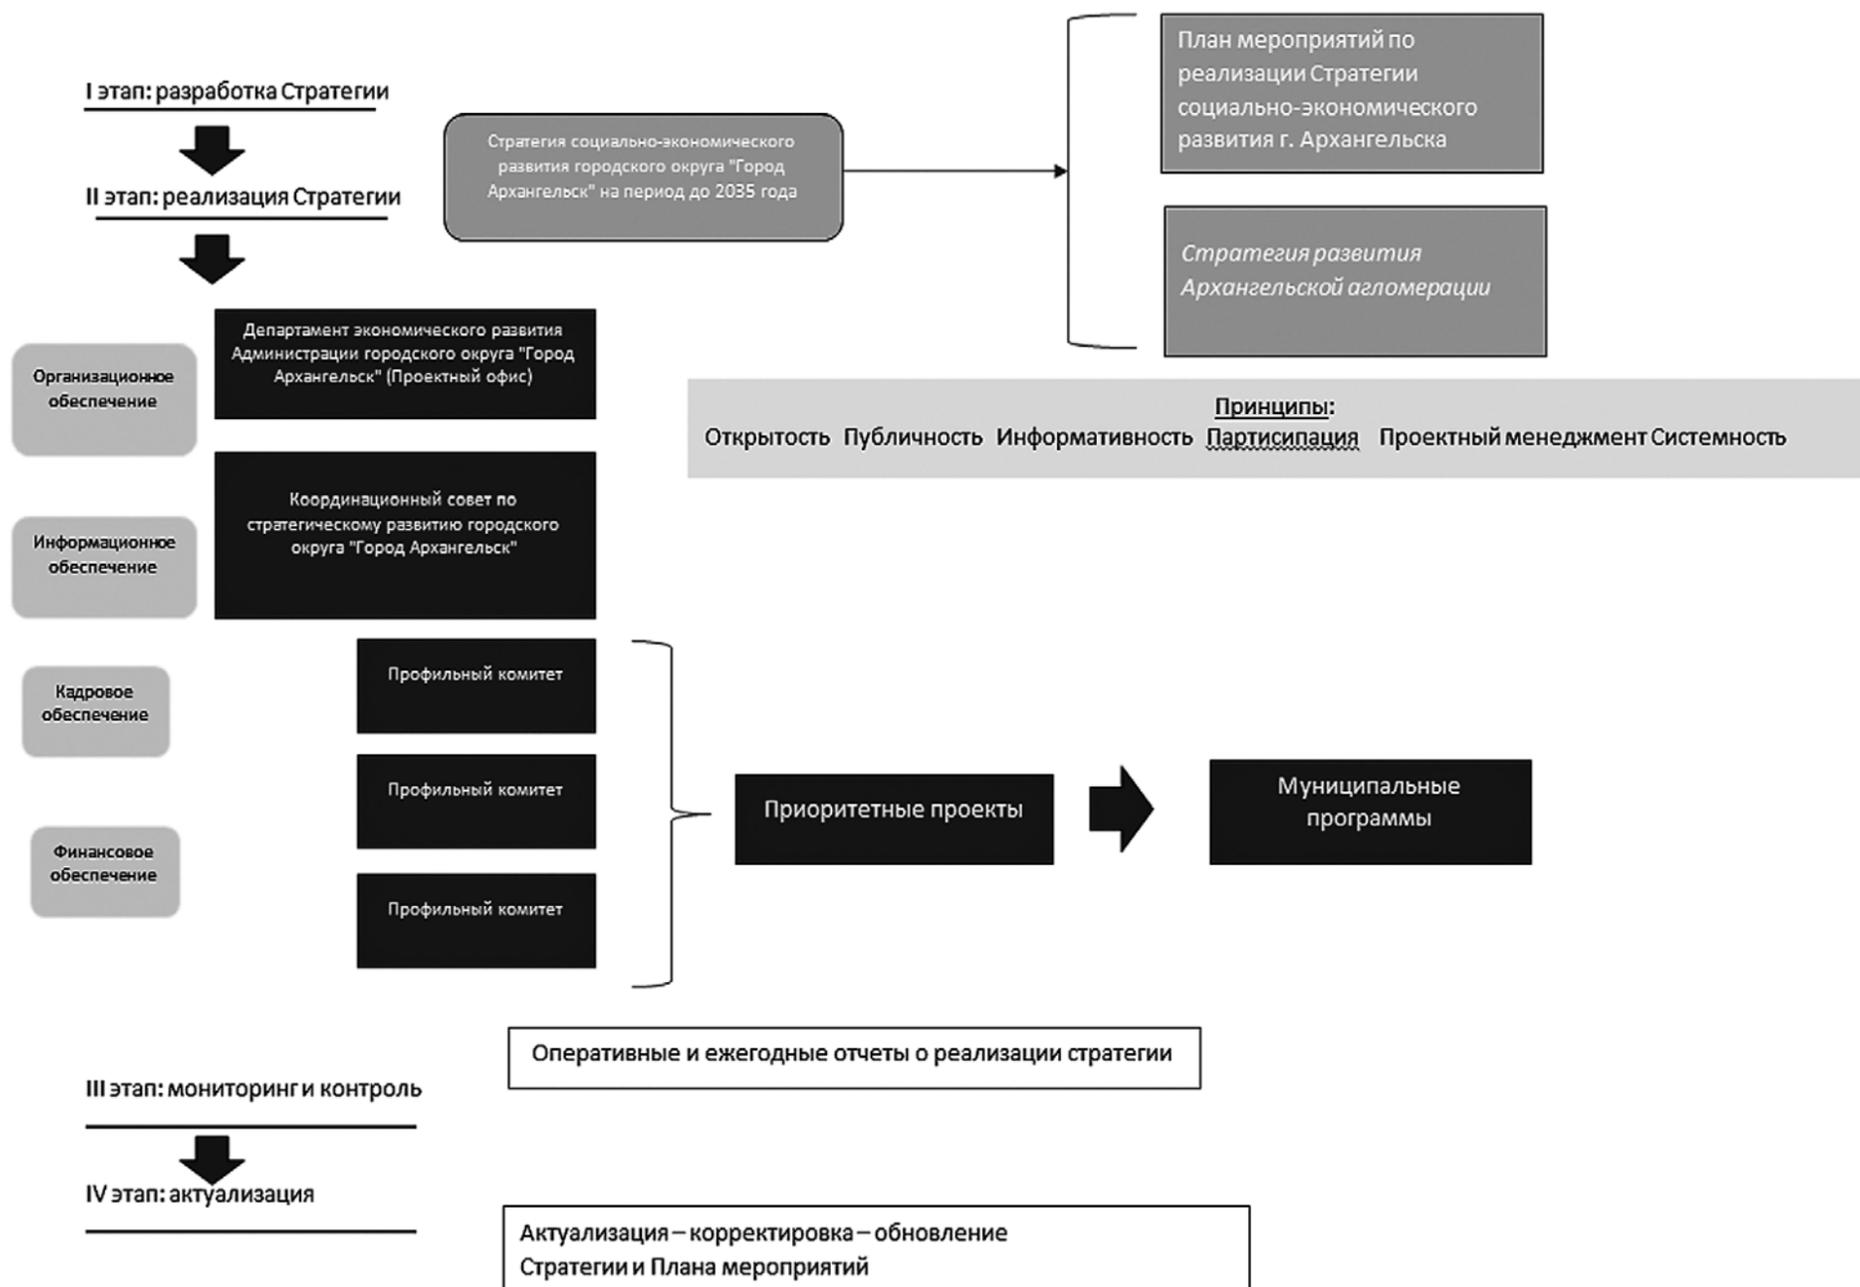 I этап: разработка Стратегии
II этап: реализация Стратегии
Стратегия социально-экономического
развития городского округа "Город
Архангельск" на период до 2035 года
План мероприятий по
реализации Стратегии
социально-экономического
развития г. Архангельска
Стратегия развития
Архангельской агломерации
Принципы:
Открытость Публичность Информативность Партисипация Проектный менеджмент Системность
Организационное
обеспечение
Информационное
обеспечение
Кадровое
обеспечение
Финансовое
обеспечение
Департамент экономического развития
Администрации городского округа "Город
Архангельск" (Проектный офис)
Координационный совет по
стратегическому развитию городского
округа "Город Архангельск"
Профильный комитет
Профильный комитет
Профильный комитет
Приоритетные проекты
Муниципальные
программы
Оперативные и ежегодные отчеты о реализации стратегии
III этап: мониторинг и контроль
IV этап: актуализация
Актуализация – корректировка – обновление
Стратегии и Плана мероприятий